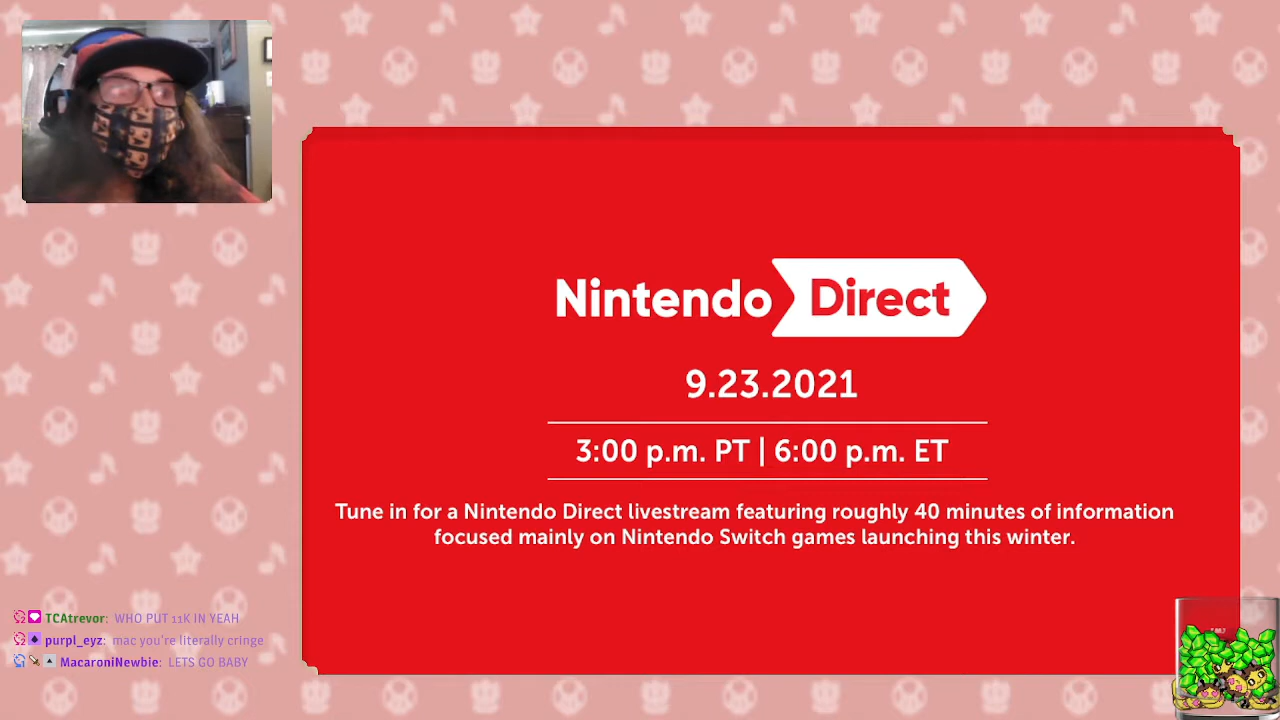 Nintendo Direct
9.23.2021
3:00 p.m. PT | 6:00 p.m. ET
Tune in for a Nintendo Direct livestream featuring roughly 40 minutes of information
focused mainly on Nintendo Switch games launching this winter.
TCAtrevor: WHO PUT 11K IN YEAH
purpl_eyz: mac you're literally cringe
MacaroniNewbie: LETS GO BABY